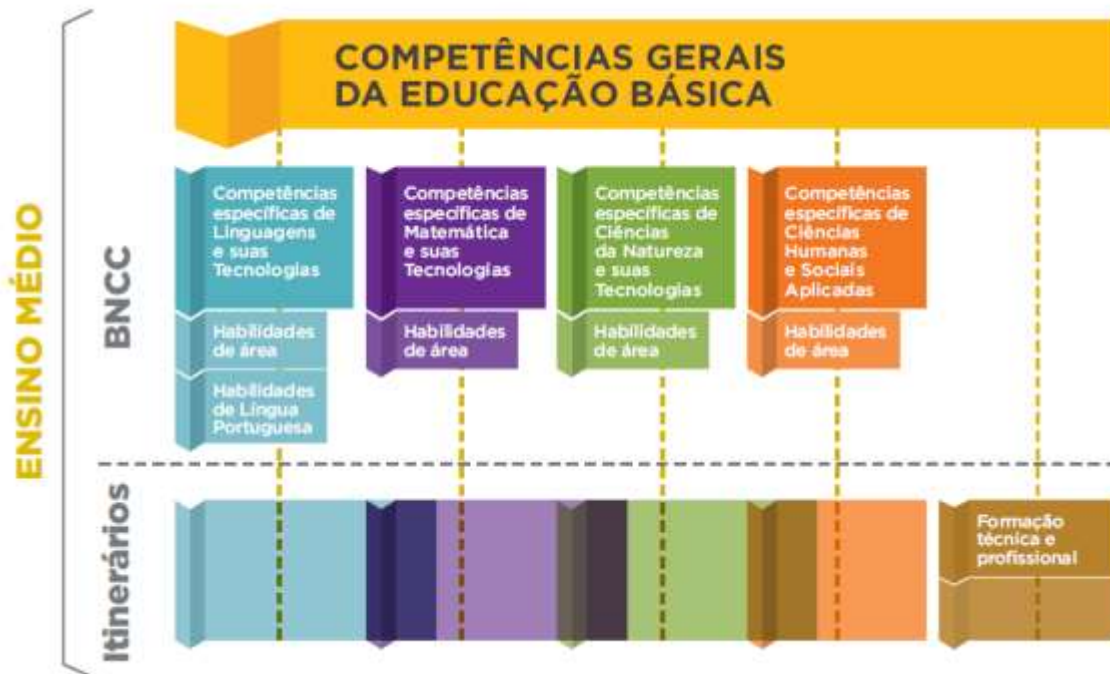 ENSINO MÉDIO
BNCC
COMPETÊNCIAS GERAIS
DA EDUCAÇÃO BÁSICA
Competências
específicas de
Linguagens
e suas
Tecnologias
Habilidades
de área
Habilidades
de Língua
Portuguesa
Competências
específicas de
Matemática
e suas
Tecnologias
Habilidades
de área
Competências
específicas de
Ciências
da Natureza
e suas
Tecnologias
Habilidades
de área
Competências
específicas de
Ciências
Humanas
e Sociais
Aplicadas
Habilidades
de área
Itinerários
Formação
técnica e
profissional